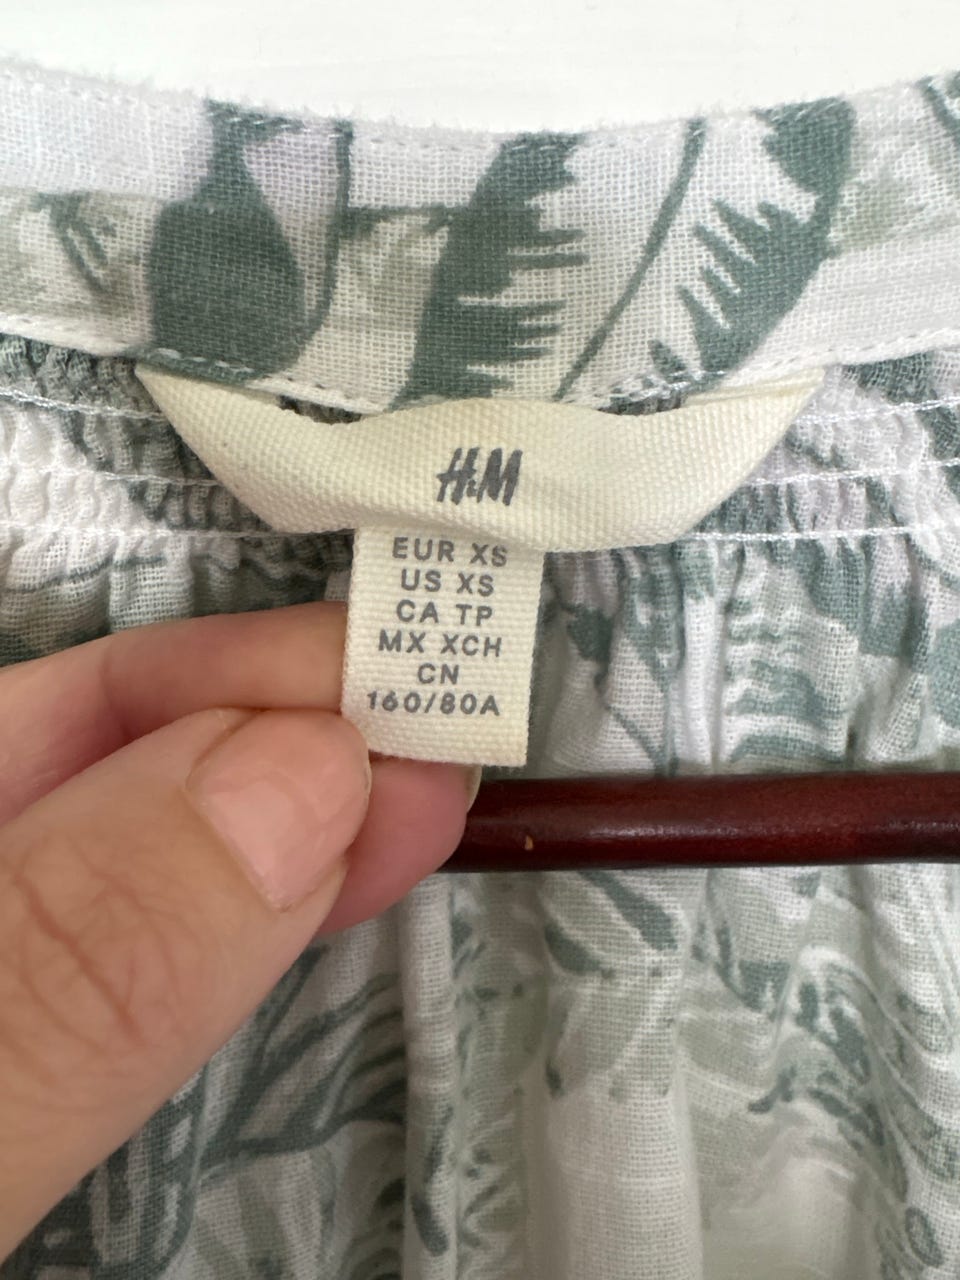 H&M
EUR XS
US XS
CA TP
MX XCH
CN
160/80A